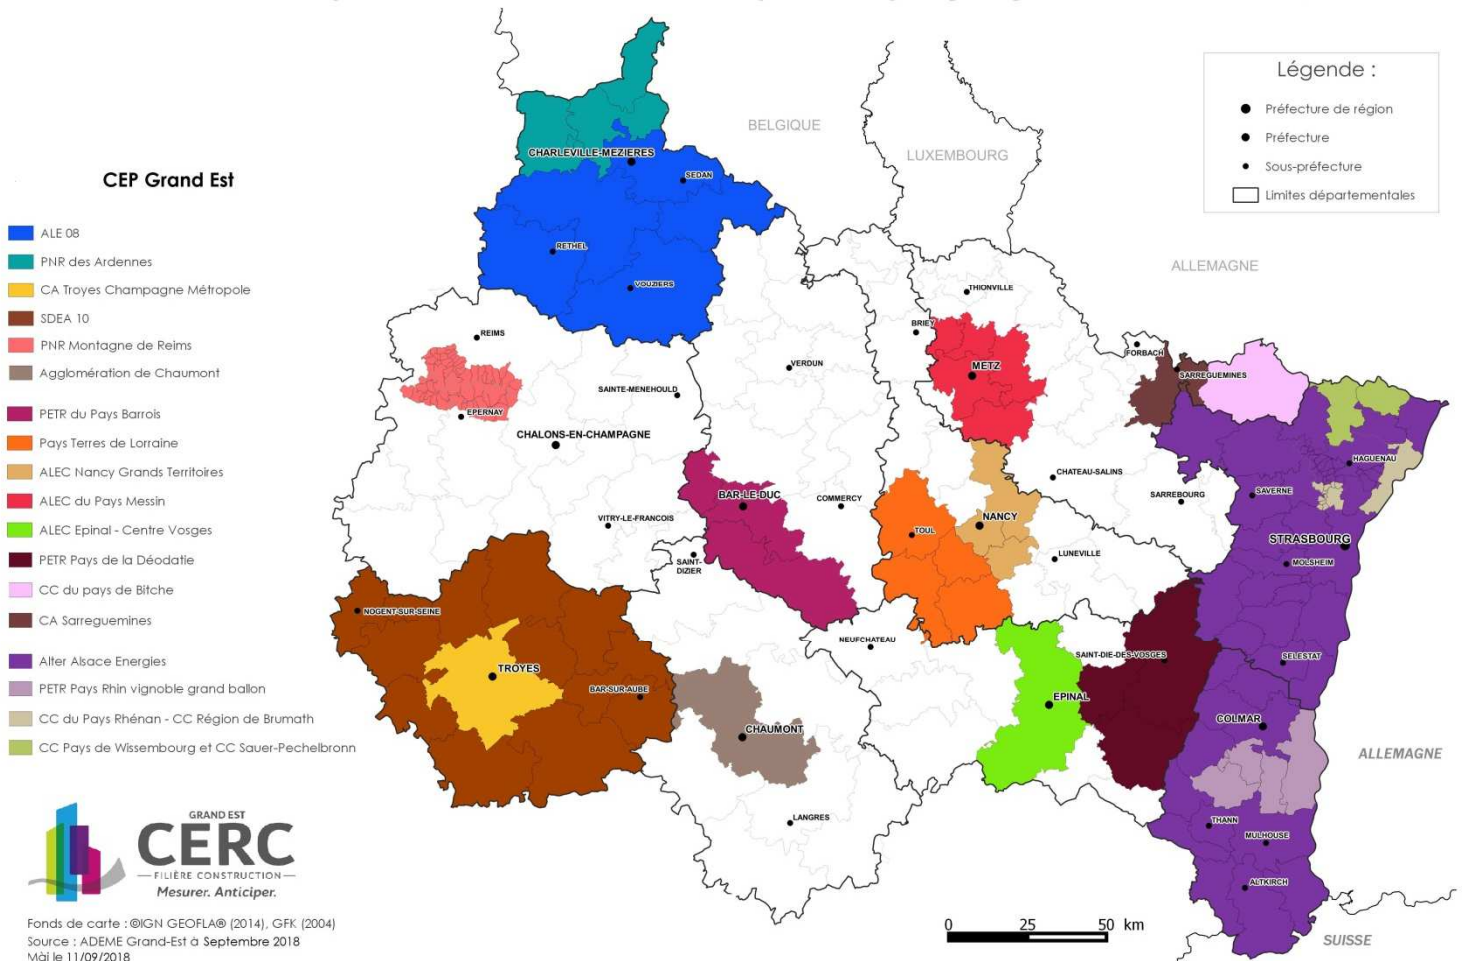 BELGIQUE
LUXEMBOURG
ALLEMAGNE
Légende :
Préfecture de région
Préfecture
Sous-préfecture
Limites départementales
CEP Grand Est
ALE 08
PNR des Ardennes
CA Troyes Champagne Métropole
SDEA 10
PNR Montagne de Reims
Agglomération de Chaumont
PETR du Pays Barrois
Pays Terres de Lorraine
ALEC Nancy Grands Territoires
ALEC du Pays Messin
ALEC Epinal - Centre Vosges
PETR Pays de la Déodatie
CC du pays de Bitche
CA Sarreguemines
Alter Alsace Energies
PETR Pays Rhin vignoble grand ballon
CC du Pays Rhénan - CC Région de Brumath
CC Pays de Wissembourg et CC Sauer-Pechelbronn
CHARLEVILLE-MEZIERES
SEDAN
RETHEL
VOUZIERS
THIONVILLE
BRIEY
REIMS
FORBACH
VERDUN
METZ
SARREGUEMINES
SAINTE-MENEHOULD
EPERNAY
CHALONS-EN-CHAMPAGNE
HAGUENAU
CHATEAU-SALINS
SARREBOURG
SAVERNE
BAR-LE-DUC
COMMERCY
VITRY-LE-FRANCOIS
NANCY
TOUL
STRASBOURG
SAINT-
DIZIER
LUNEVILLE
MOLSHEIM
NOGENT-SUR-SEINE
NEUFCHATEAU
SAINT-DIE-DES-VOSGES
SELESTAT
TROYES
BAR-SUR-AUBE
EPINAL
COLMAR
CHAUMONT
ALLEMAGNE
LANGRES
THANN
MULHOUSE
ALTKIRCH
SUISSE
GRAND EST
CERC
FILIÈRE CONSTRUCTION
Mesurer. Anticiper.
Fonds de carte : ©IGN GEOFLA® (2014), GFK (2004)
Source : ADEME Grand-Est à Septembre 2018
Màj le 11/09/2018
0 25 50 km